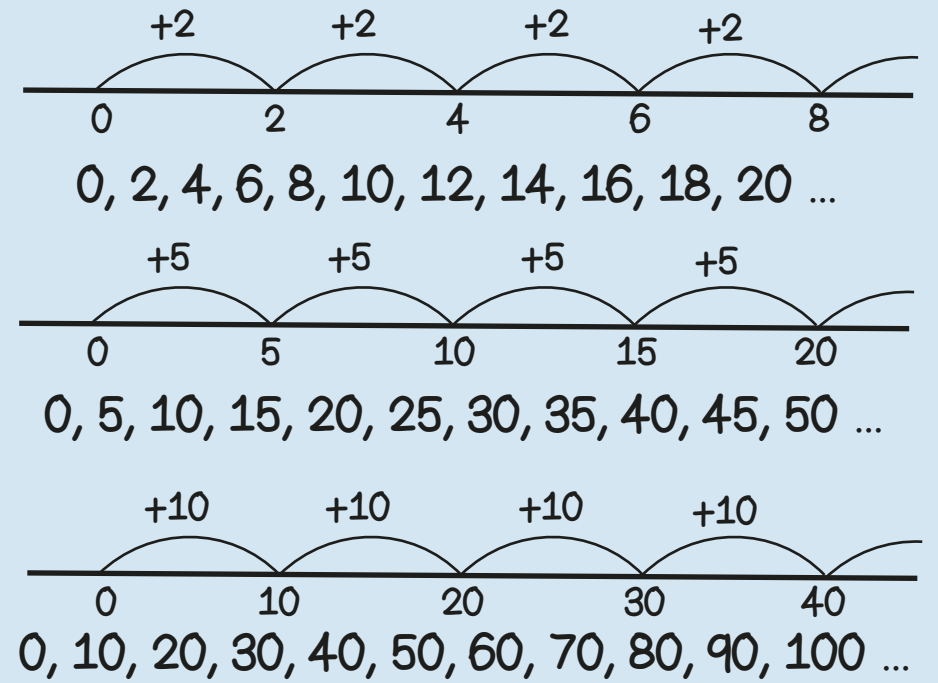 +2 +2 +2 +2
0 2 4 6 8
0, 2, 4, 6, 8, 10, 12, 14, 16, 18, 20 ...
+5 +5 +5 +5
0 5 10 15 20
0, 5, 10, 15, 20, 25, 30, 35, 40, 45, 50 ...
+10 +10 +10 +10
0 10 20 30 40
0, 10, 20, 30, 40, 50, 60, 70, 80, 90, 100 ...